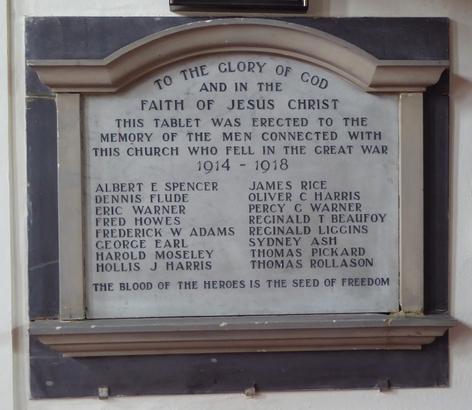 TO THE GLORY OF GOD
AND IN THE
FAITH OF JESUS CHRIST
THIS TABLET WAS ERECTED TO THE
MEMORY OF THE MEN CONNECTED WITH
THIS CHURCH WHO FELL IN THE GREAT WAR
1914 - 1918
ALBERT E SPENCER
DENNIS FLUDE
ERIC WARNER
FRED HOWES
FREDERICK W ADAMS
GEORGE EARL
HAROLD MOSELEY
HOLLIS J HARRIS
JAMES RICE
OLIVER C HARRIS
PERCY G WARNER
REGINALD T BEAUFOY
REGINALD LIGGINS
SYDNEY ASH
THOMAS PICKARD
THOMAS ROLLASON
THE BLOOD OF THE HEROES IS THE SEED OF FREEDOM